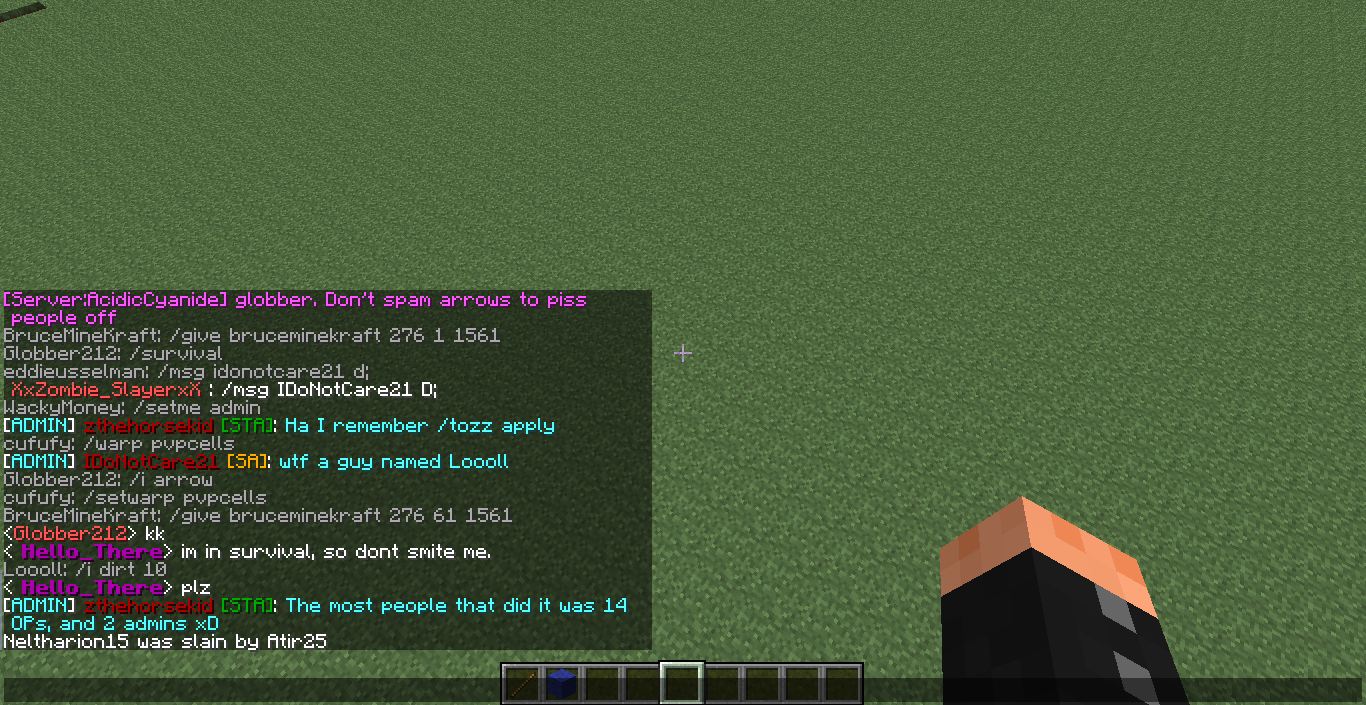 [Server:AcidicCyanide] globber. Don't spam arrows to piss
people off
BruceMineKraft: /give bruceminekraft 276 1 1561
Globber212: /survival
eddieusselman: /msg idonotcare21 d;
XxZombie_SlayerxX : /msg IDoNotCare21 D;
WackyMoney: /setme admin
[ADMIN] zthehorsekid [STA]: Ha I remember /tozz apply
cufufy: /warp pvpcells
[ADMIN] IDoNotCare21 [SA]: wtf a guy named Loooll
Globber212: /i arrow
cufufy: /setwarp pvpcells
BruceMineKraft: /give bruceminekraft 276 61 1561
<Globber212> kk
< Hello_There> im in survival, so dont smite me.
Loooll: /i dirt 10
< Hello_There> plz
[ADMIN] zthehorsekid [STA]: The most people that did it was 14
OPs, and 2 admins xD
Neltharion15 was slain by Atir25